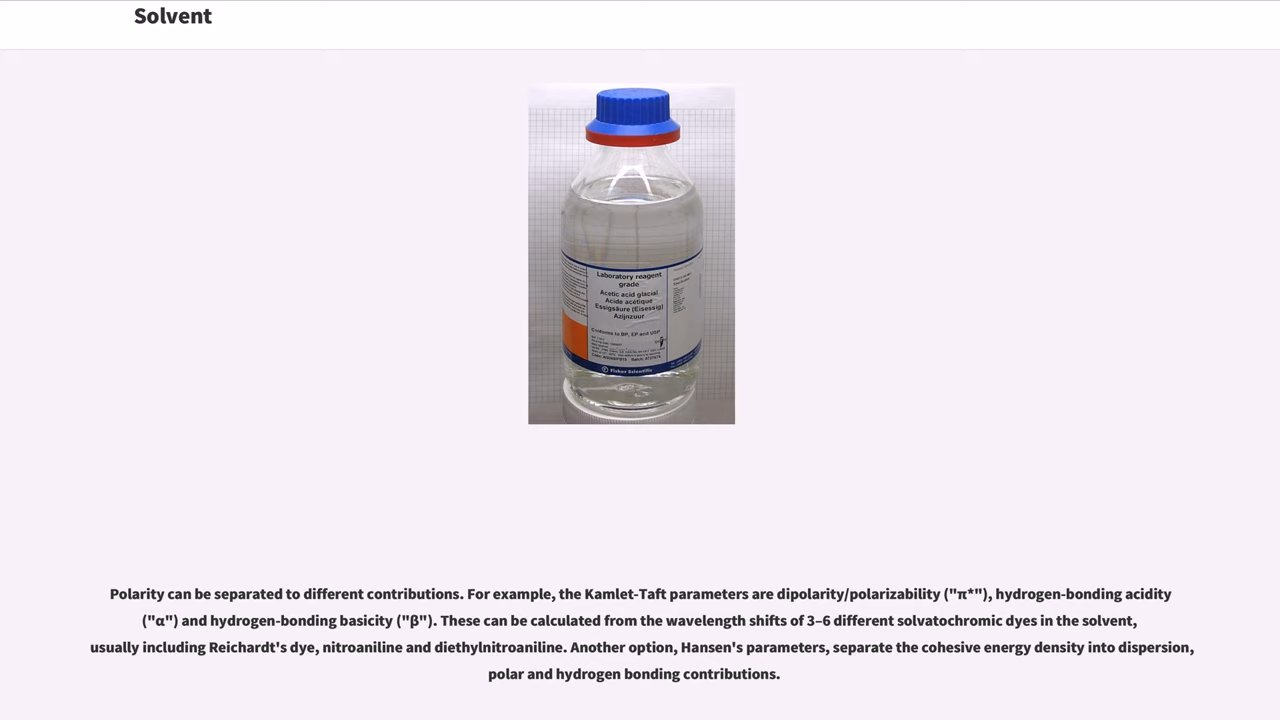 Solvent
Laboratory reagent
grade
Acetic acid glacial
Acide acétique
Essigsäure (Eisessig)
Azijnzuur
Conforms to BP, EP and USP
Fisher Scientific
Polarity can be separated to different contributions. For example, the Kamlet-Taft parameters are dipolarity/polarizability ("π*"), hydrogen-bonding acidity
("α") and hydrogen-bonding basicity ("β"). These can be calculated from the wavelength shifts of 3–6 different solvatochromic dyes in the solvent,
usually including Reichardt's dye, nitroaniline and diethylnitroaniline. Another option, Hansen's parameters, separate the cohesive energy density into dispersion,
polar and hydrogen bonding contributions.